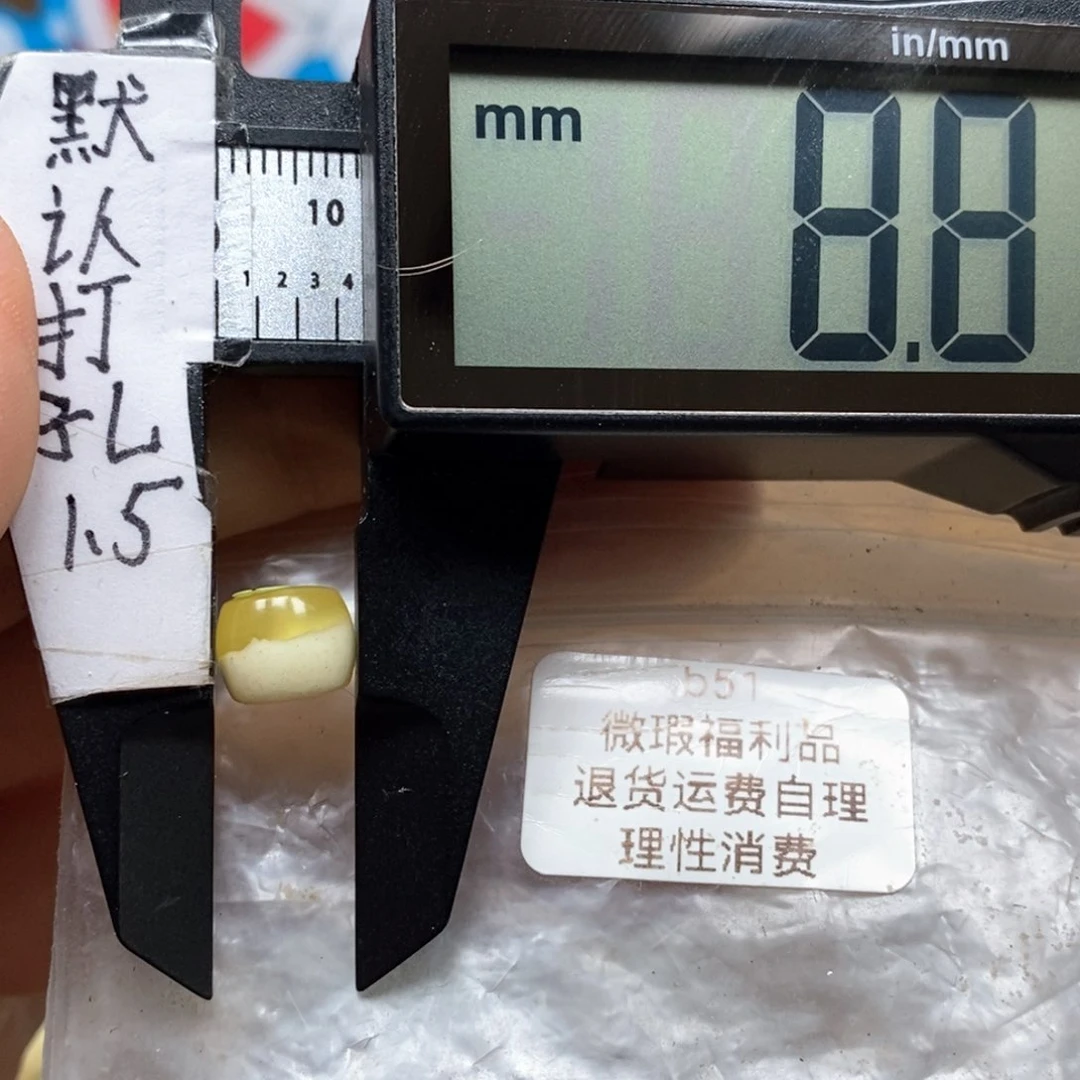 默
认
打
孔
1.5
in/mm
mm
8.8
10
1 2 3 4
b51
微瑕福利品
退货运费自理
理性消费